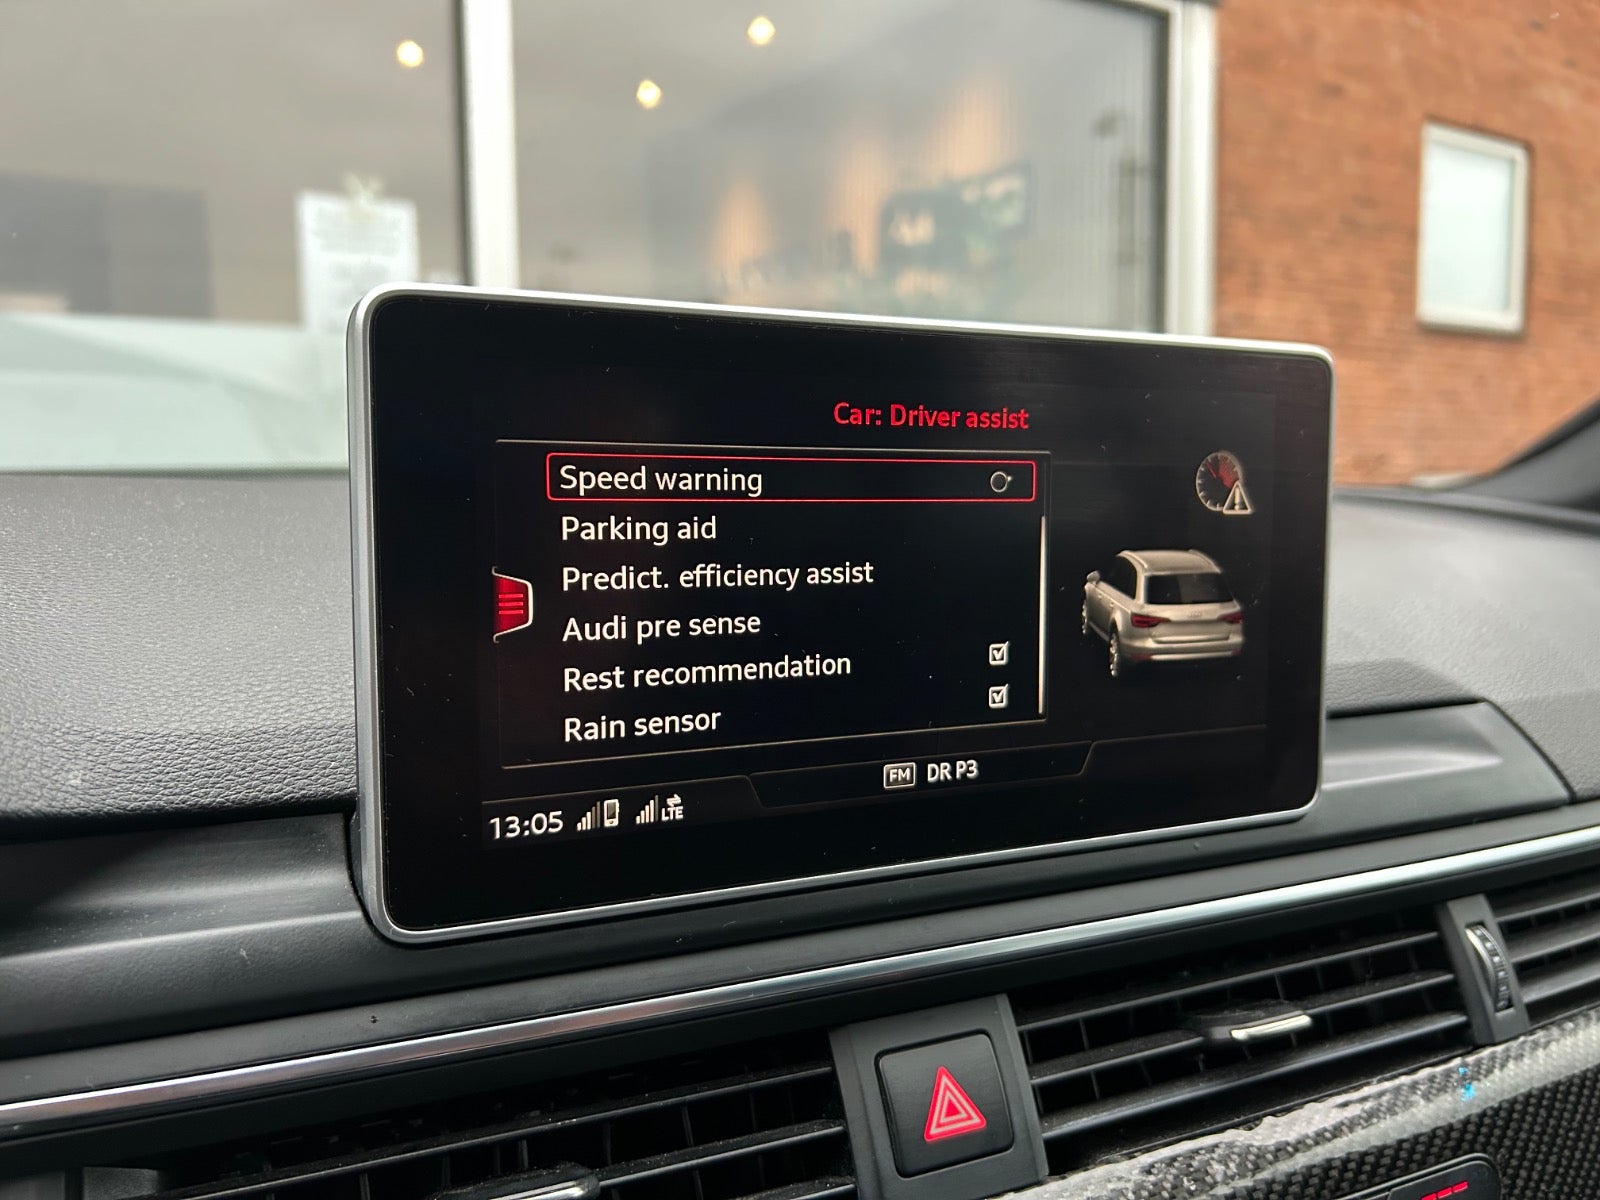 Car: Driver assist
Speed warning
Parking aid
Predict. efficiency assist
Audi pre sense
Rest recommendation
Rain sensor
FM DR P3
13:05 LTE